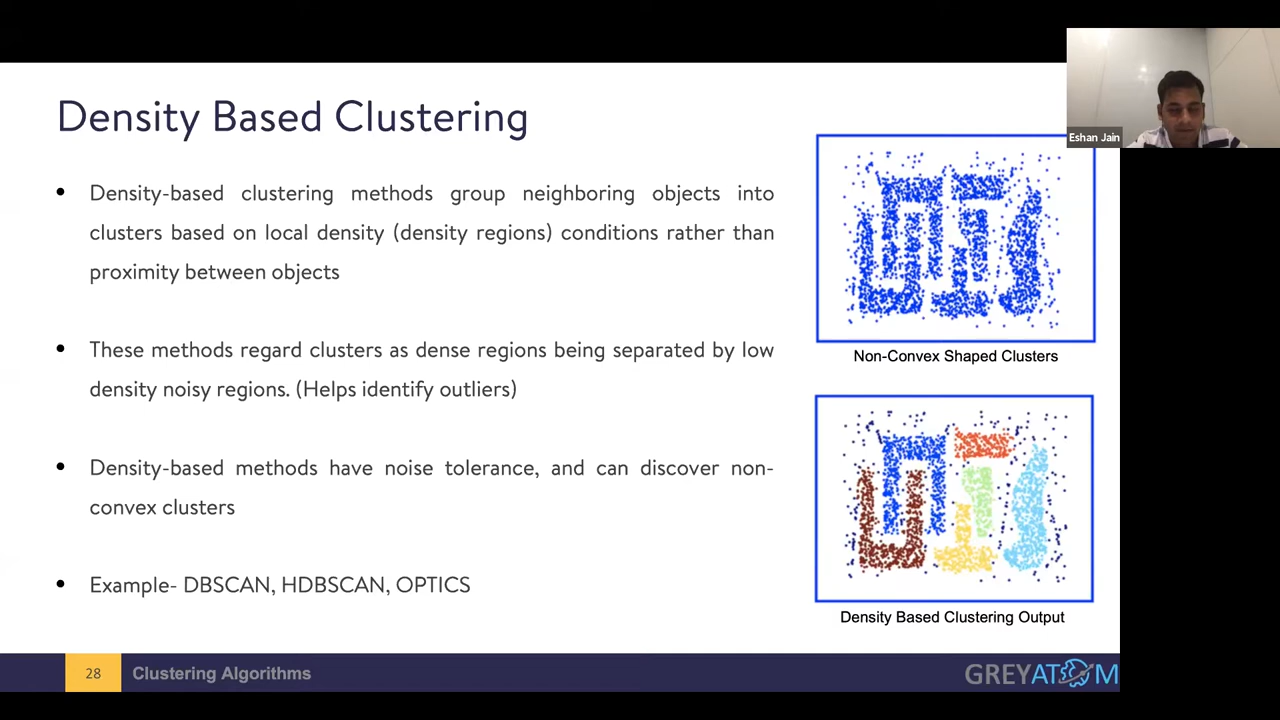 Density Based Clustering
Eshan Jain
Density-based clustering methods group neighboring objects into
clusters based on local density (density regions) conditions rather than
proximity between objects
These methods regard clusters as dense regions being separated by low
density noisy regions. (Helps identify outliers)
Density-based methods have noise tolerance, and can discover non-
convex clusters
Example- DBSCAN, HDBSCAN, OPTICS
Non-Convex Shaped Clusters
Density Based Clustering Output
28
Clustering Algorithms
GREYATOM